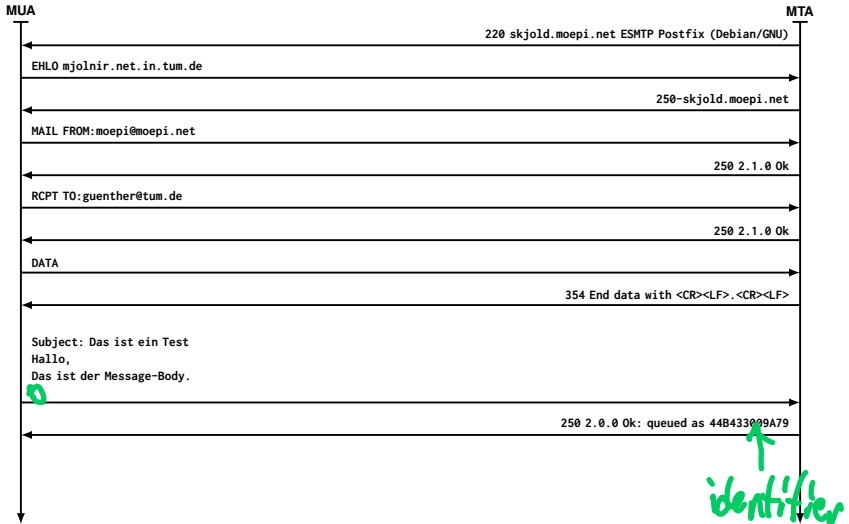 MUA MTA
220 skjold.moepi.net ESMTP Postfix (Debian/GNU)
EHLO mjolnir.net.in.tum.de
250-skjold.moepi.net
MAIL FROM:moepi@moepi.net
250 2.1.0 Ok
RCPT TO:guenther@tum.de
250 2.1.0 Ok
DATA
354 End data with <CR><LF>.<CR><LF>
Subject: Das ist ein Test
Hallo,
Das ist der Message-Body.
250 2.0.0 Ok: queued as 44B433009A79
identifier